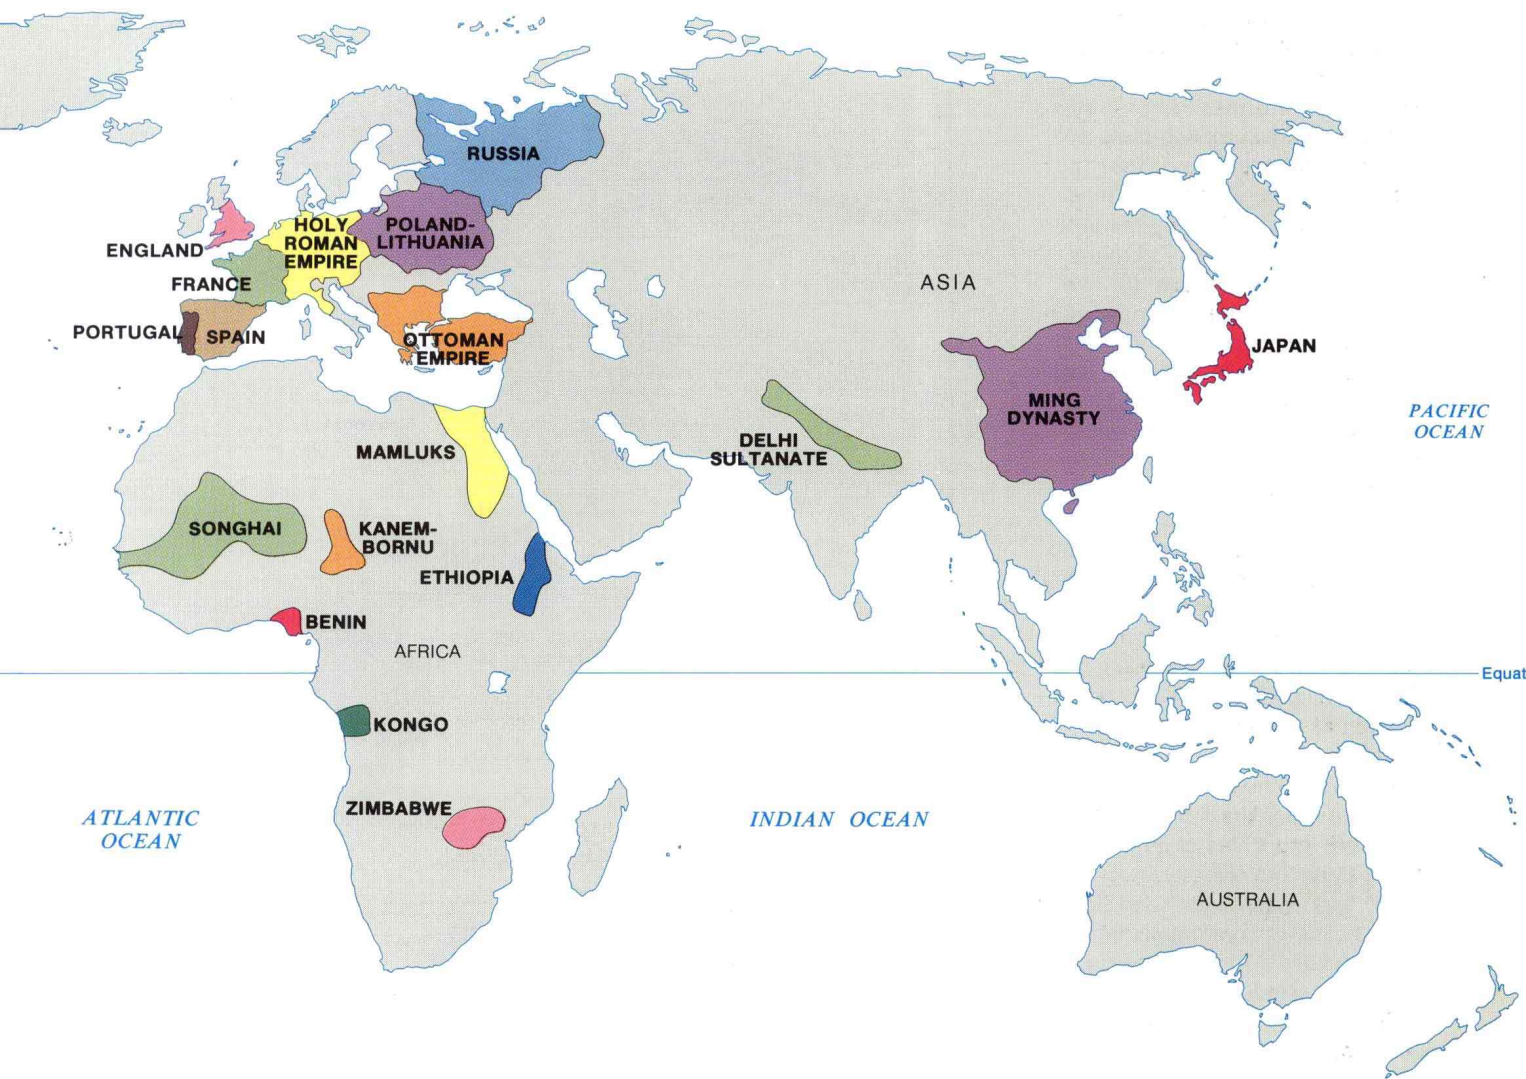 RUSSIA
HOLY
ROMAN
EMPIRE
POLAND-
LITHUANIA
ENGLAND
FRANCE
PORTUGAL
SPAIN
OTTOMAN
EMPIRE
ASIA
JAPAN
MING
DYNASTY
PACIFIC
OCEAN
DELHI
SULTANATE
MAMLUKS
SONGHAI
KANEM-
BORNU
ETHIOPIA
BENIN
AFRICA
Equat
KONGO
ZIMBABWE
ATLANTIC
OCEAN
INDIAN OCEAN
AUSTRALIA